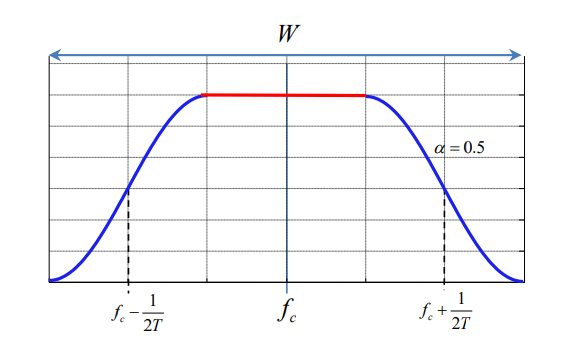 W
α = 0.5
f_c − 1/2T
f_c
f_c + 1/2T